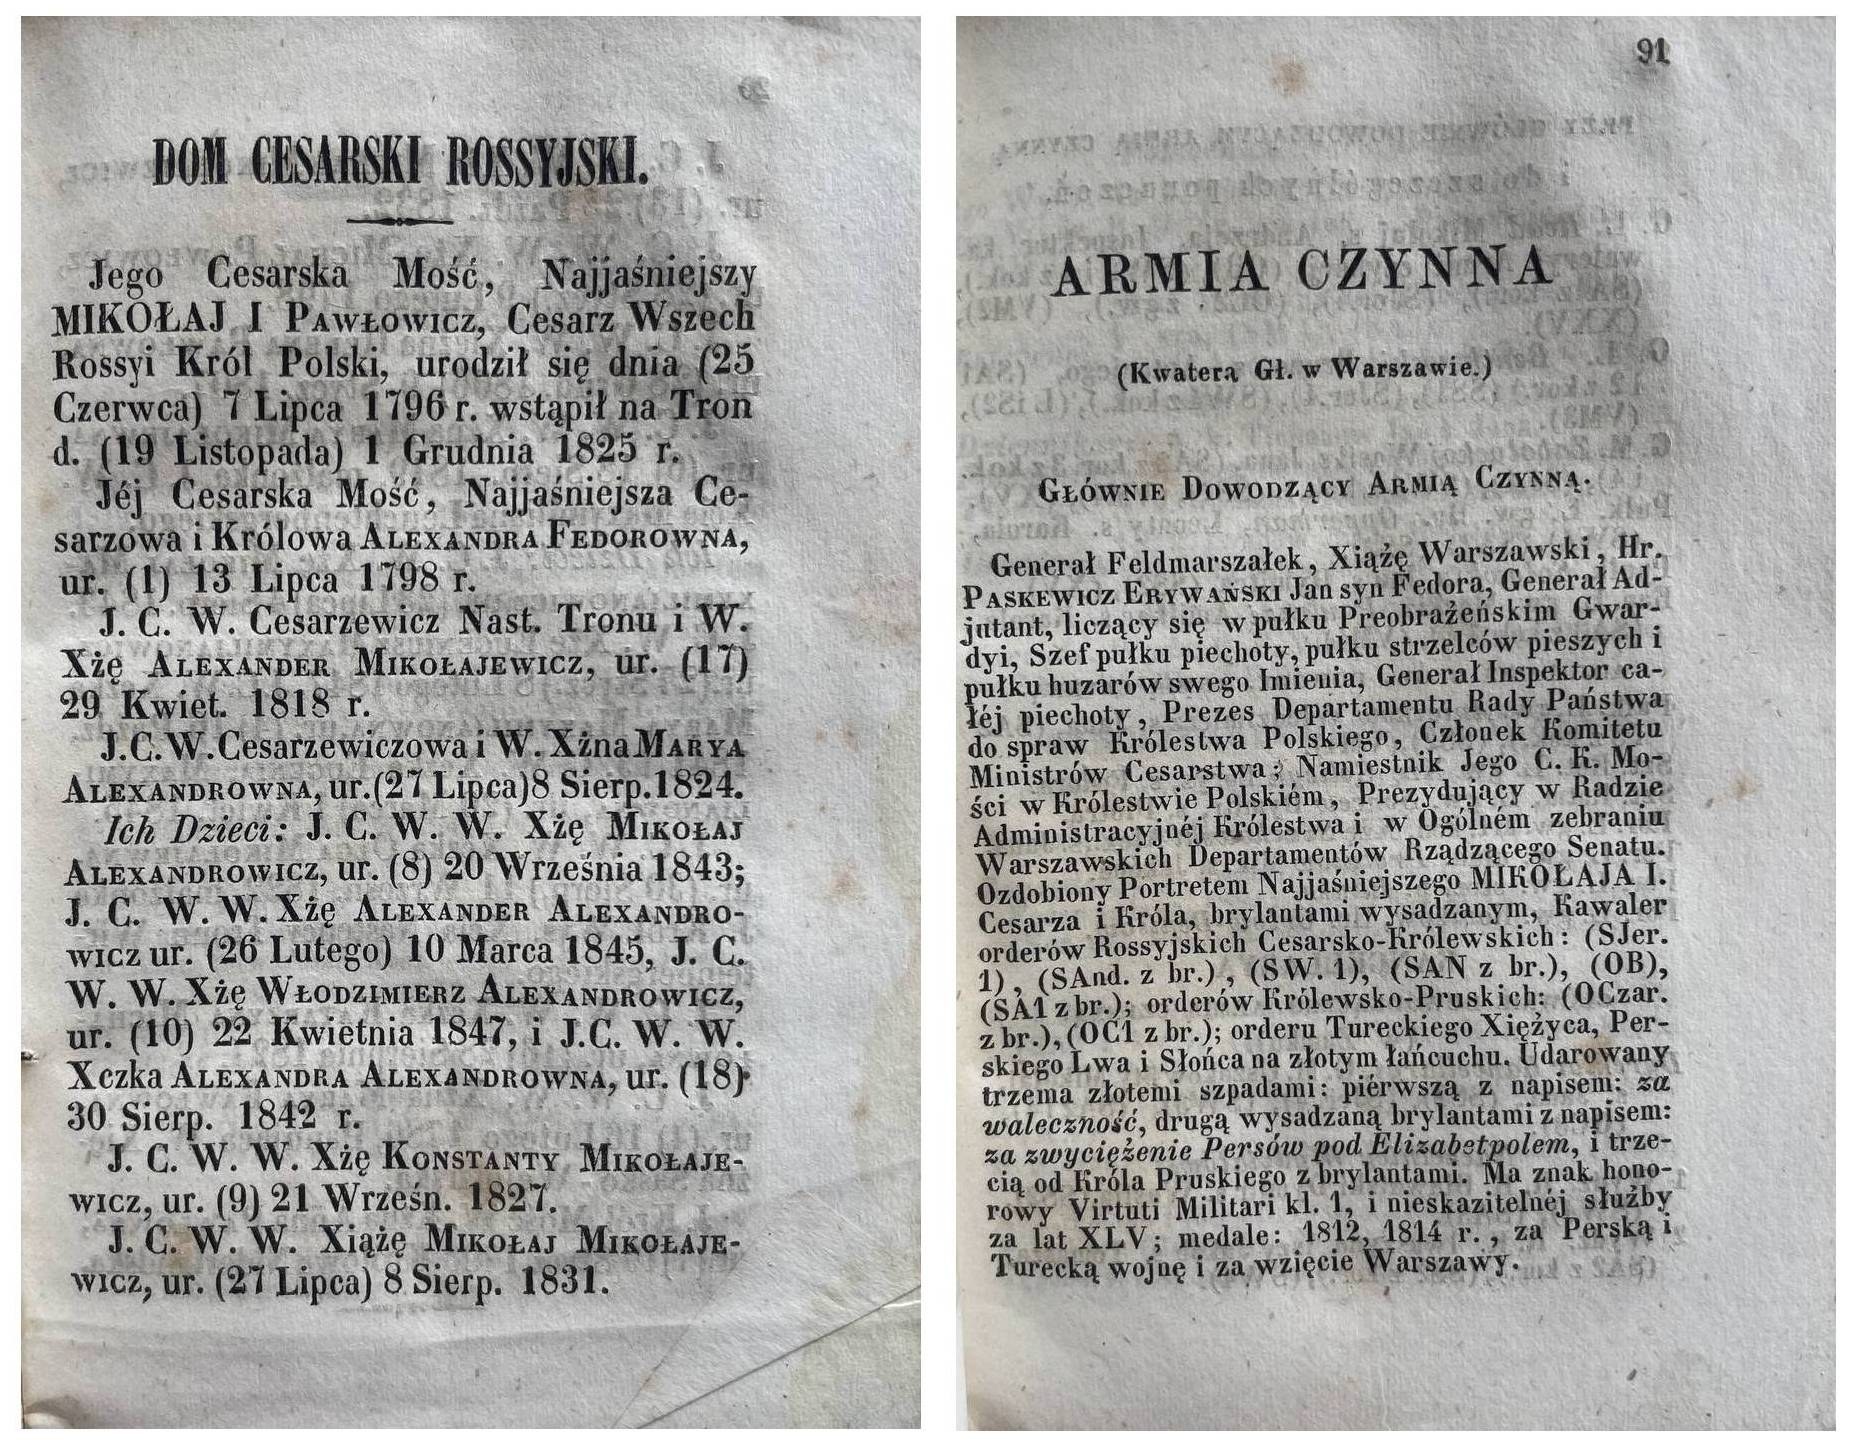 DOM CESARSKI ROSSYJSKI.
Jego Cesarska Mość, Najjaśniejszy
MIKOŁAJ I PAWŁOWICZ, Cesarz Wszech
Rossyi Król Polski, urodził się dnia (25
Czerwca) 7 Lipca 1796 r. wstąpił na Tron
d. (19 Listopada) 1 Grudnia 1825 r.
Jéj Cesarska Mość, Najjaśniejsza Ce-
sarzowa i Królowa ALEXANDRA FEDOROWNA,
ur. (1) 13 Lipca 1798 r.
J. C. W. Cesarzewicz Nast. Tronu i W.
Xżę ALEXANDER MIKOŁAJEWICZ, ur. (17)
29 Kwiet. 1818 r.
J.C.W.Cesarzewiczowa i W. Xżna MARYA
ALEXANDROWNA, ur.(27 Lipca)8 Sierp.1824.
Ich Dzieci: J. C. W. W. Xżę MIKOŁAJ
ALEXANDROWICZ, ur. (8) 20 Września 1843;
J. C. W. W. Xżę ALEXANDER ALEXANDRO-
WICZ ur. (26 Lutego) 10 Marca 1845, J. C.
W. W. Xżę WŁODZIMIERZ ALEXANDROWICZ,
ur. (10) 22 Kwietnia 1847, i J.C. W. W.
Xczka ALEXANDRA ALEXANDROWNA, ur. (18)
30 Sierp. 1842 r.
J. C. W. W. Xżę KONSTANTY MIKOŁAJE-
WICZ, ur. (9) 21 Wrześn. 1827.
J. C. W. W. Xiążę MIKOŁAJ MIKOŁAJE-
WICZ, ur. (27 Lipca) 8 Sierp. 1831.
91
ARMIA CZYNNA
(Kwatera Gł. w Warszawie.)
GŁÓWNIE DOWODZĄCY ARMIĄ CZYNNĄ.
Generał Feldmarszałek, Xiążę Warszawski, Hr.
PASKEWICZ ERYWAŃSKI Jan syn Fedora, Generał Ad-
jutant, liczący się w pułku Preobrażeńskim Gwar-
dyi, Szef pułku piechoty, pułku strzelców pieszych i
pułku huzarów swego Imienia, Generał Inspektor ca-
łéj piechoty, Prezes Departamentu Rady Państwa
do spraw Królestwa Polskiego, Członek Komitetu
Ministrów Cesarstwa; Namiestnik Jego C. K. Mo-
ści w Królestwie Polskiém, Prezydujący w Radzie
Administracyjnéj Królestwa i w Ogólném zebraniu
Warszawskich Departamentów Rządzącego Senatu.
Ozdobiony Portretem Najjaśniejszego MIKOŁAJA I.
Cesarza i Króla, brylantami wysadzanym, Kawaler
orderów Rossyjskich Cesarsko-Królewskich: (SJer.
1), (SAnd. z br.), (SW. 1), (SAN z br.), (OB),
(SA1 z br.); orderów Królewsko-Pruskich: (OCzar.
z br.), (OC1 z br.); orderu Tureckiego Xiężyca, Per-
skiego Lwa i Słońca na złotym łańcuchu. Udarowany
trzema złotemi szpadami: piérwszą z napisem: za
waleczność, drugą wysadzaną brylantami z napisem:
za zwyciężenie Persów pod Elizabetpolem, i trze-
cią od Króla Pruskiego z brylantami. Ma znak hono-
rowy Virtuti Militari kl. 1, i nieskazitelnéj służby
za lat XLV; medale: 1812, 1814 r., za Perską i
Turecką wojnę i za wzięcie Warszawy.